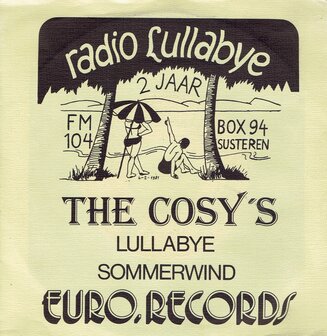 radio Lullabye
2 JAAR
FM
104
BOX 94
SUSTEREN
THE COSY'S
LULLABYE
SOMMERWIND
EURO.RECORDS